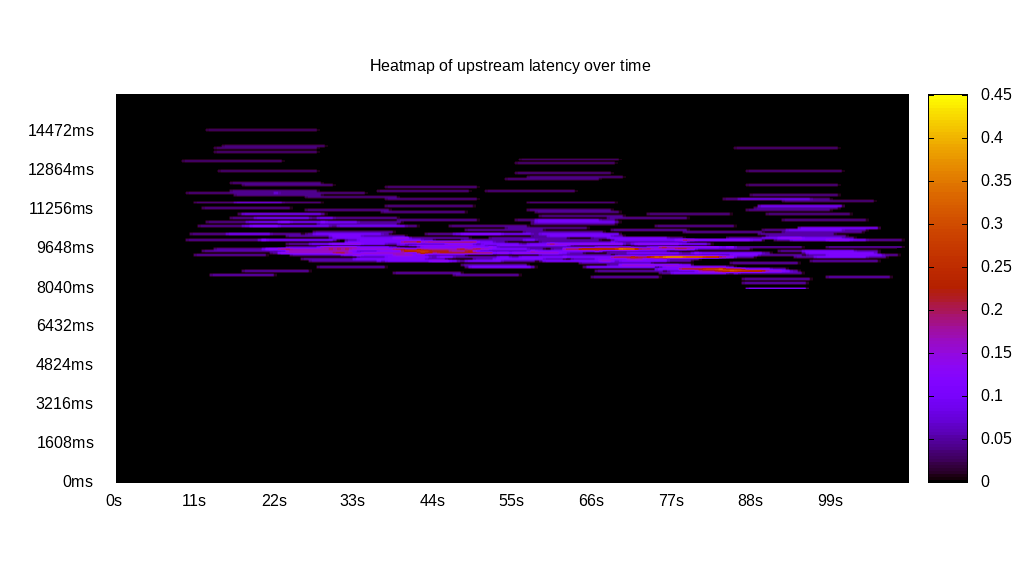 Heatmap of upstream latency over time
14472ms
12864ms
11256ms
9648ms
8040ms
6432ms
4824ms
3216ms
1608ms
0ms
0s 11s 22s 33s 44s 55s 66s 77s 88s 99s
0.45
0.4
0.35
0.3
0.25
0.2
0.15
0.1
0.05
0